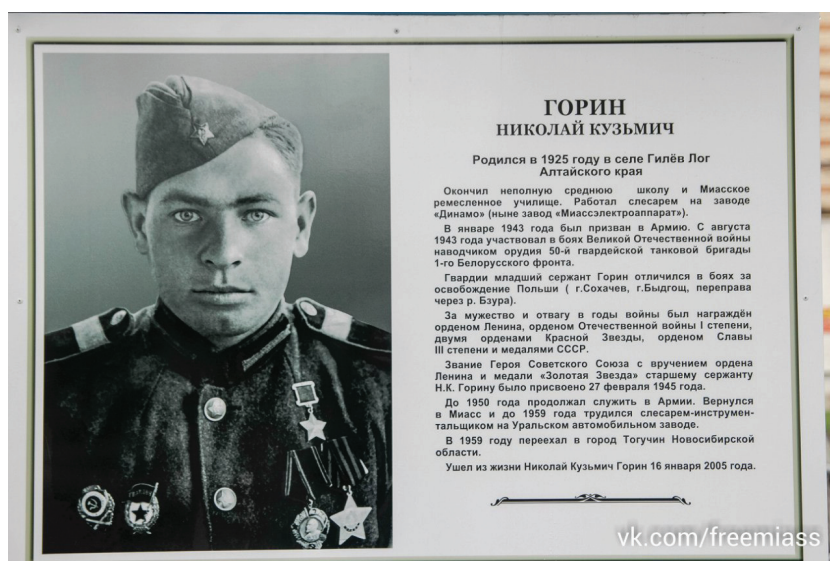 ГОРИН
НИКОЛАЙ КУЗЬМИЧ
Родился в 1925 году в селе Гилёв Лог
Алтайского края
Окончил неполную среднюю школу и Миасское
ремесленное училище. Работал слесарем на заводе
«Динамо» (ныне завод «Миассэлектроаппарат»).
В январе 1943 года был призван в Армию. С августа
1943 года участвовал в боях Великой Отечественной войны
наводчиком орудия 50-й гвардейской танковой бригады
1-го Белорусского фронта.
Гвардии младший сержант Горин отличился в боях за
освобождение Польши ( г.Сохачев, г.Быдгощ, переправа
через р. Бзура).
За мужество и отвагу в годы войны был награждён
орденом Ленина, орденом Отечественной войны I степени,
двумя орденами Красной Звезды, орденом Славы
III степени и медалями СССР.
Звание Героя Советского Союза с вручением ордена
Ленина и медали «Золотая Звезда» старшему сержанту
Н.К. Горину было присвоено 27 февраля 1945 года.
До 1950 года продолжал служить в Армии. Вернулся
в Миасс и до 1959 года трудился слесарем-инструмен-
тальщиком на Уральском автомобильном заводе.
В 1959 году переехал в город Тогучин Новосибирской
области.
Ушел из жизни Николай Кузьмич Горин 16 января 2005 года.
vk.com/freemiass